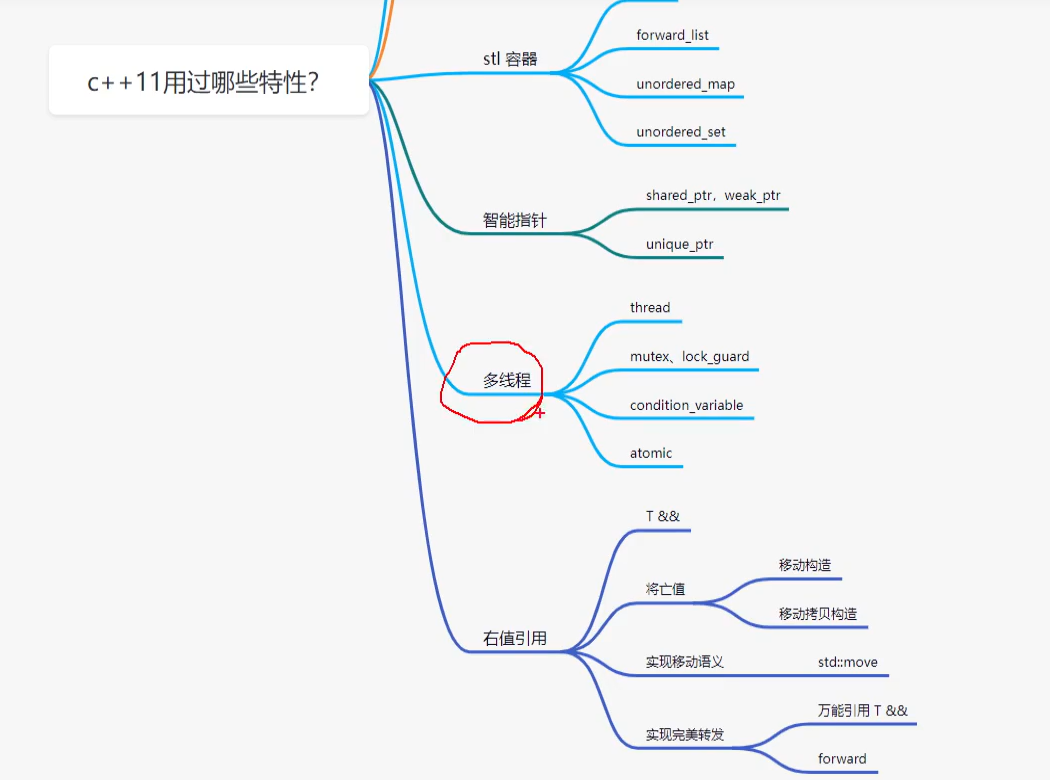 c++11用过哪些特性？
stl 容器
forward_list
unordered_map
unordered_set
智能指针
shared_ptr，weak_ptr
unique_ptr
多线程
thread
mutex、lock_guard
condition_variable
atomic
右值引用
T &&
将亡值
移动构造
移动拷贝构造
实现移动语义
std::move
实现完美转发
万能引用 T &&
forward